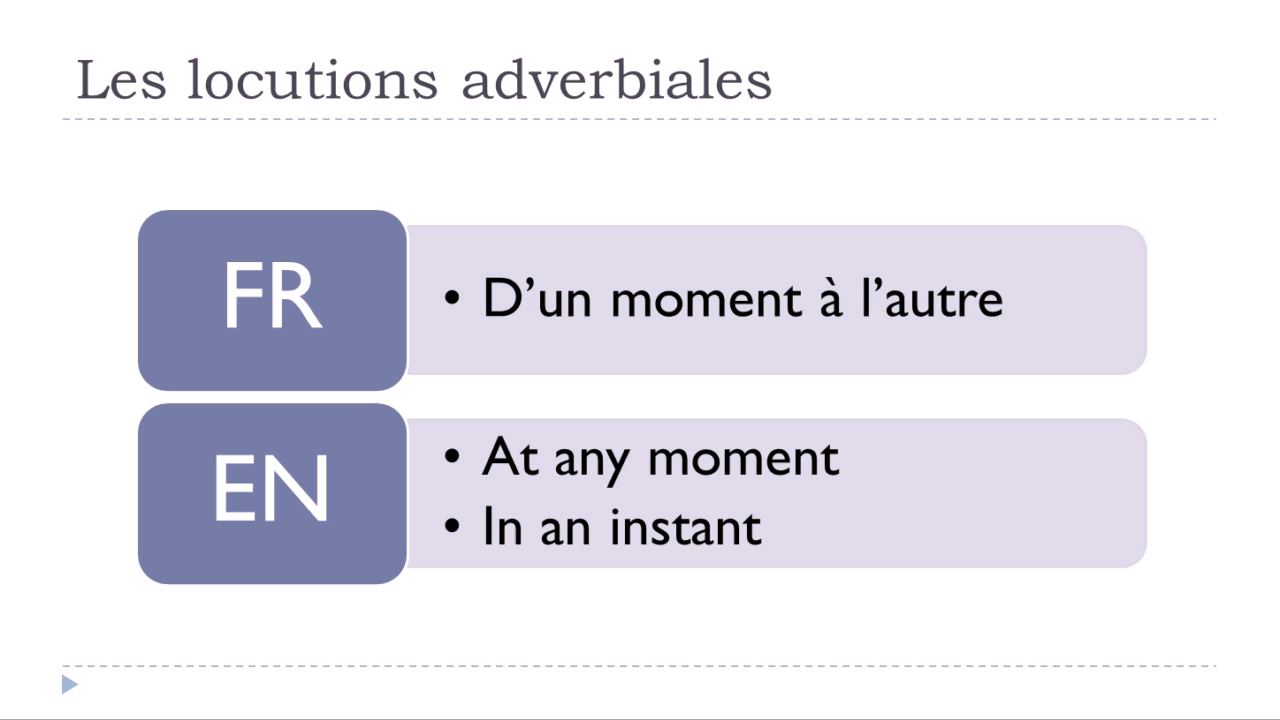 Les locutions adverbiales
FR
• D’un moment à l’autre
EN
• At any moment
• In an instant